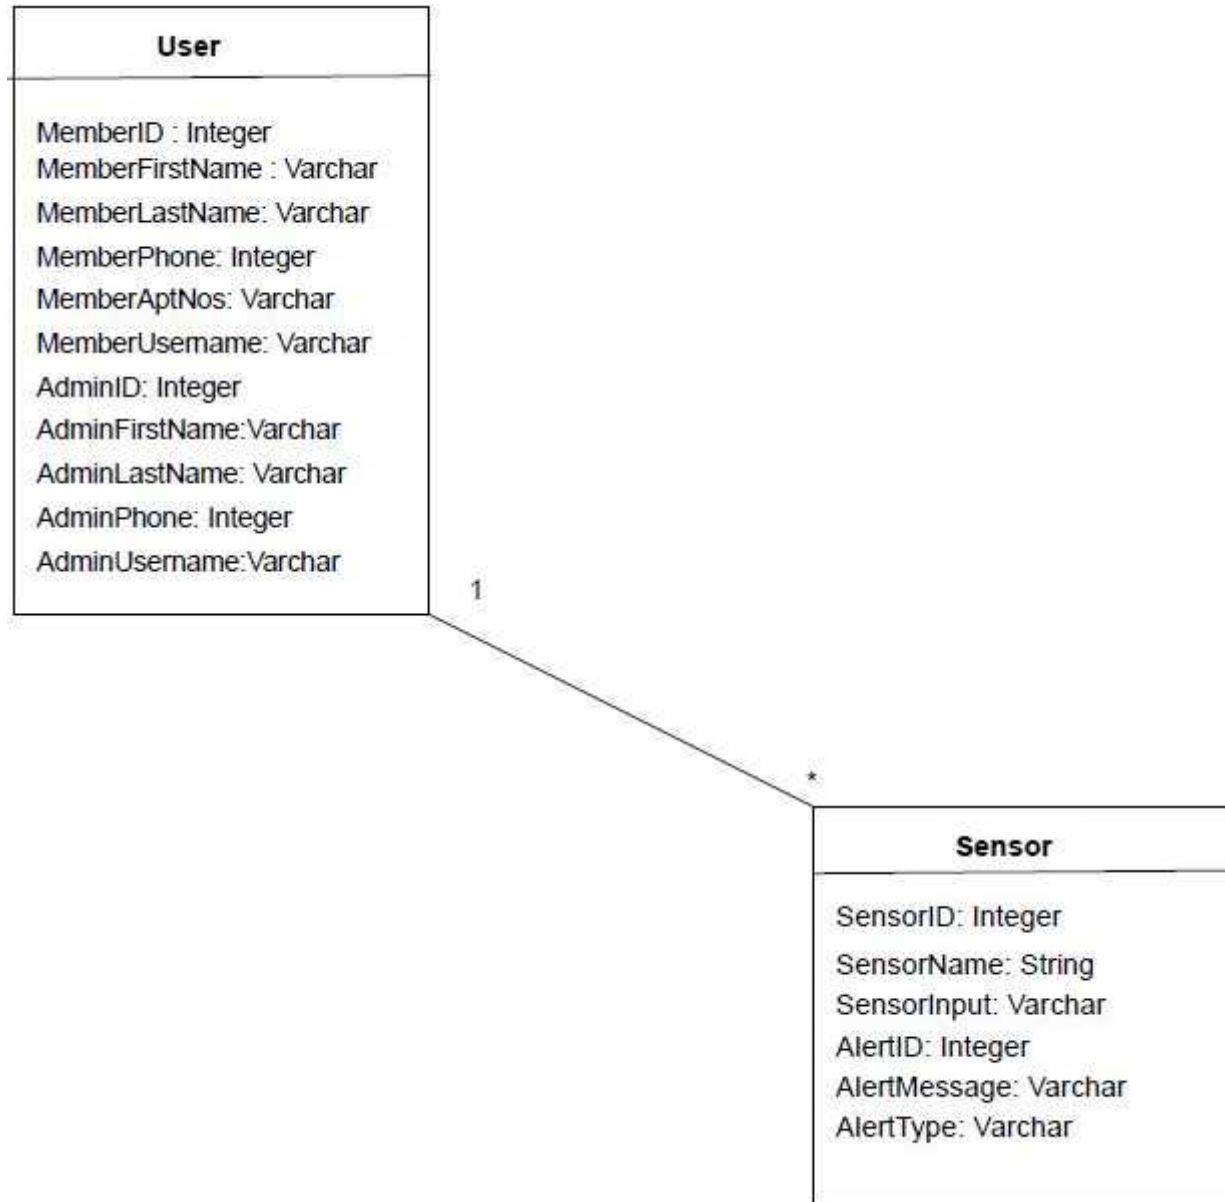 User
MemberID : Integer
MemberFirstName : Varchar
MemberLastName: Varchar
MemberPhone: Integer
MemberAptNos: Varchar
MemberUsername: Varchar
AdminID: Integer
AdminFirstName:Varchar
AdminLastName: Varchar
AdminPhone: Integer
AdminUsername:Varchar
1
*
Sensor
SensorID: Integer
SensorName: String
SensorInput: Varchar
AlertID: Integer
AlertMessage: Varchar
AlertType: Varchar